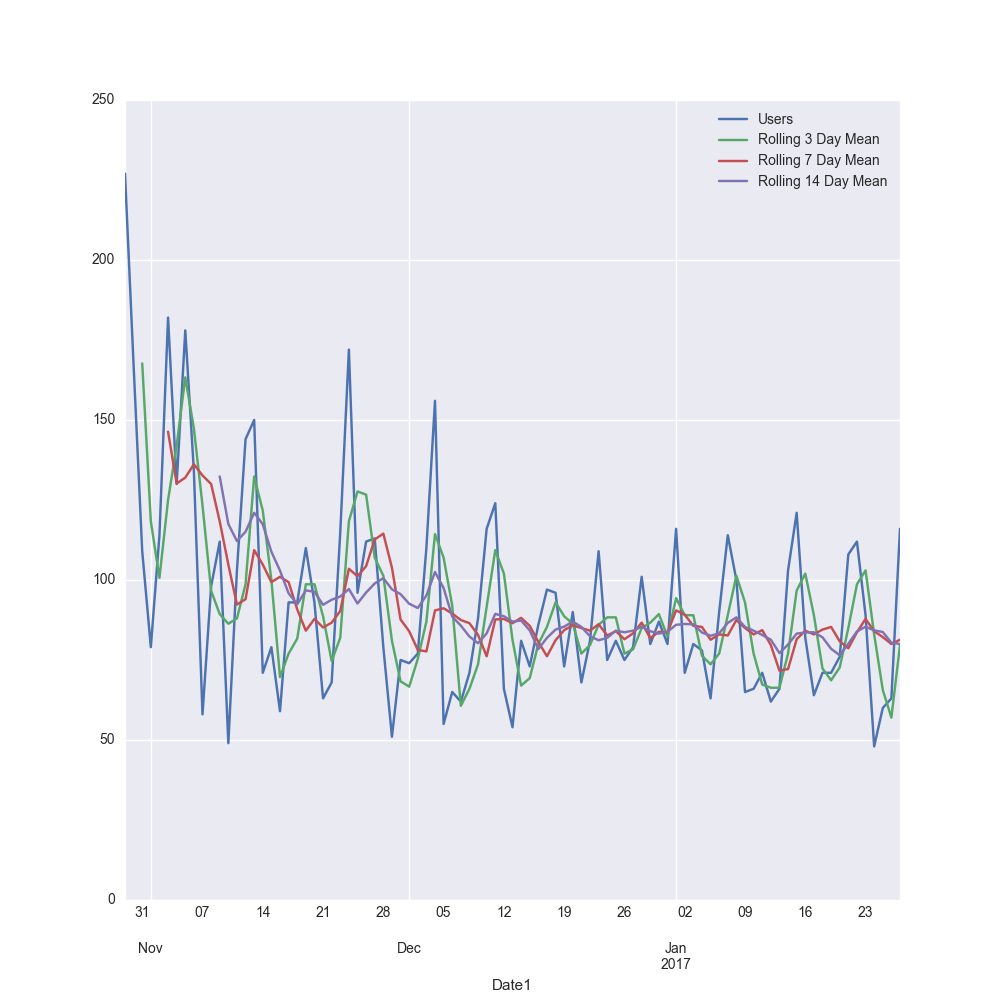 250
Users
Rolling 3 Day Mean
Rolling 7 Day Mean
Rolling 14 Day Mean
200
150
100
50
0
31 07 14 21 28 05 12 19 26 02 09 16 23
Nov Dec Jan
2017
Date1